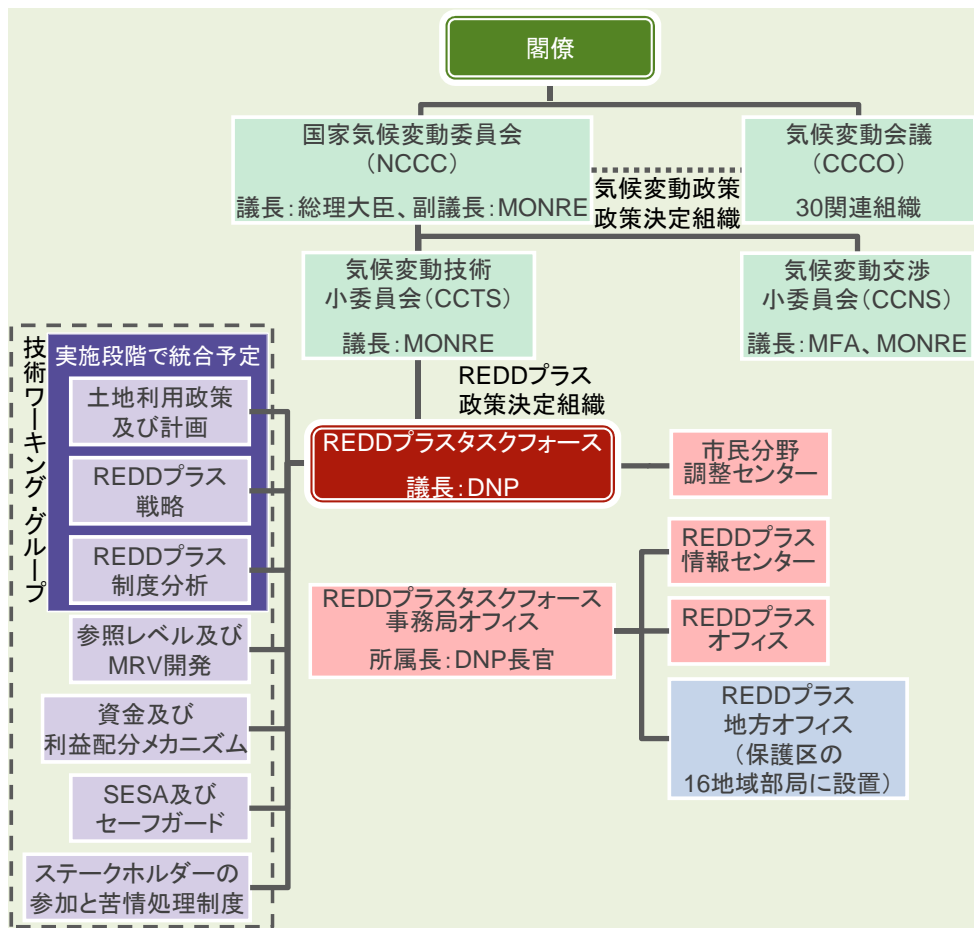 閣僚
国家気候変動委員会
(NCCC)
議長：総理大臣、副議長：MONRE
気候変動会議
(CCCO)
30関連組織
気候変動政策
政策決定組織
気候変動技術
小委員会(CCTS)
議長：MONRE
気候変動交渉
小委員会(CCNS)
議長：MFA、MONRE
REDDプラス
政策決定組織
技術ワーキング・グループ
実施段階で統合予定
土地利用政策
及び計画
REDDプラス
戦略
REDDプラス
制度分析
参照レベル及び
MRV開発
資金及び
利益配分メカニズム
SESA及び
セーフガード
ステークホルダーの
参加と苦情処理制度
REDDプラスタスクフォース
議長：DNP
市民分野
調整センター
REDDプラスタスクフォース
事務局オフィス
所属長：DNP長官
REDDプラス
情報センター
REDDプラス
オフィス
REDDプラス
地方オフィス
(保護区の
16地域部局に設置)